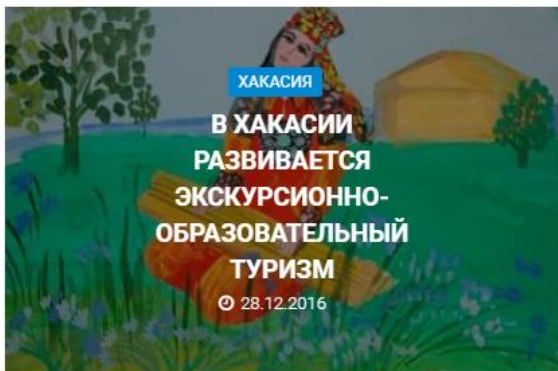 ХАКАСИЯ
В ХАКАСИИ
РАЗВИВАЕТСЯ
ЭКСКУРСИОННО-
ОБРАЗОВАТЕЛЬНЫЙ
ТУРИЗМ
28.12.2016